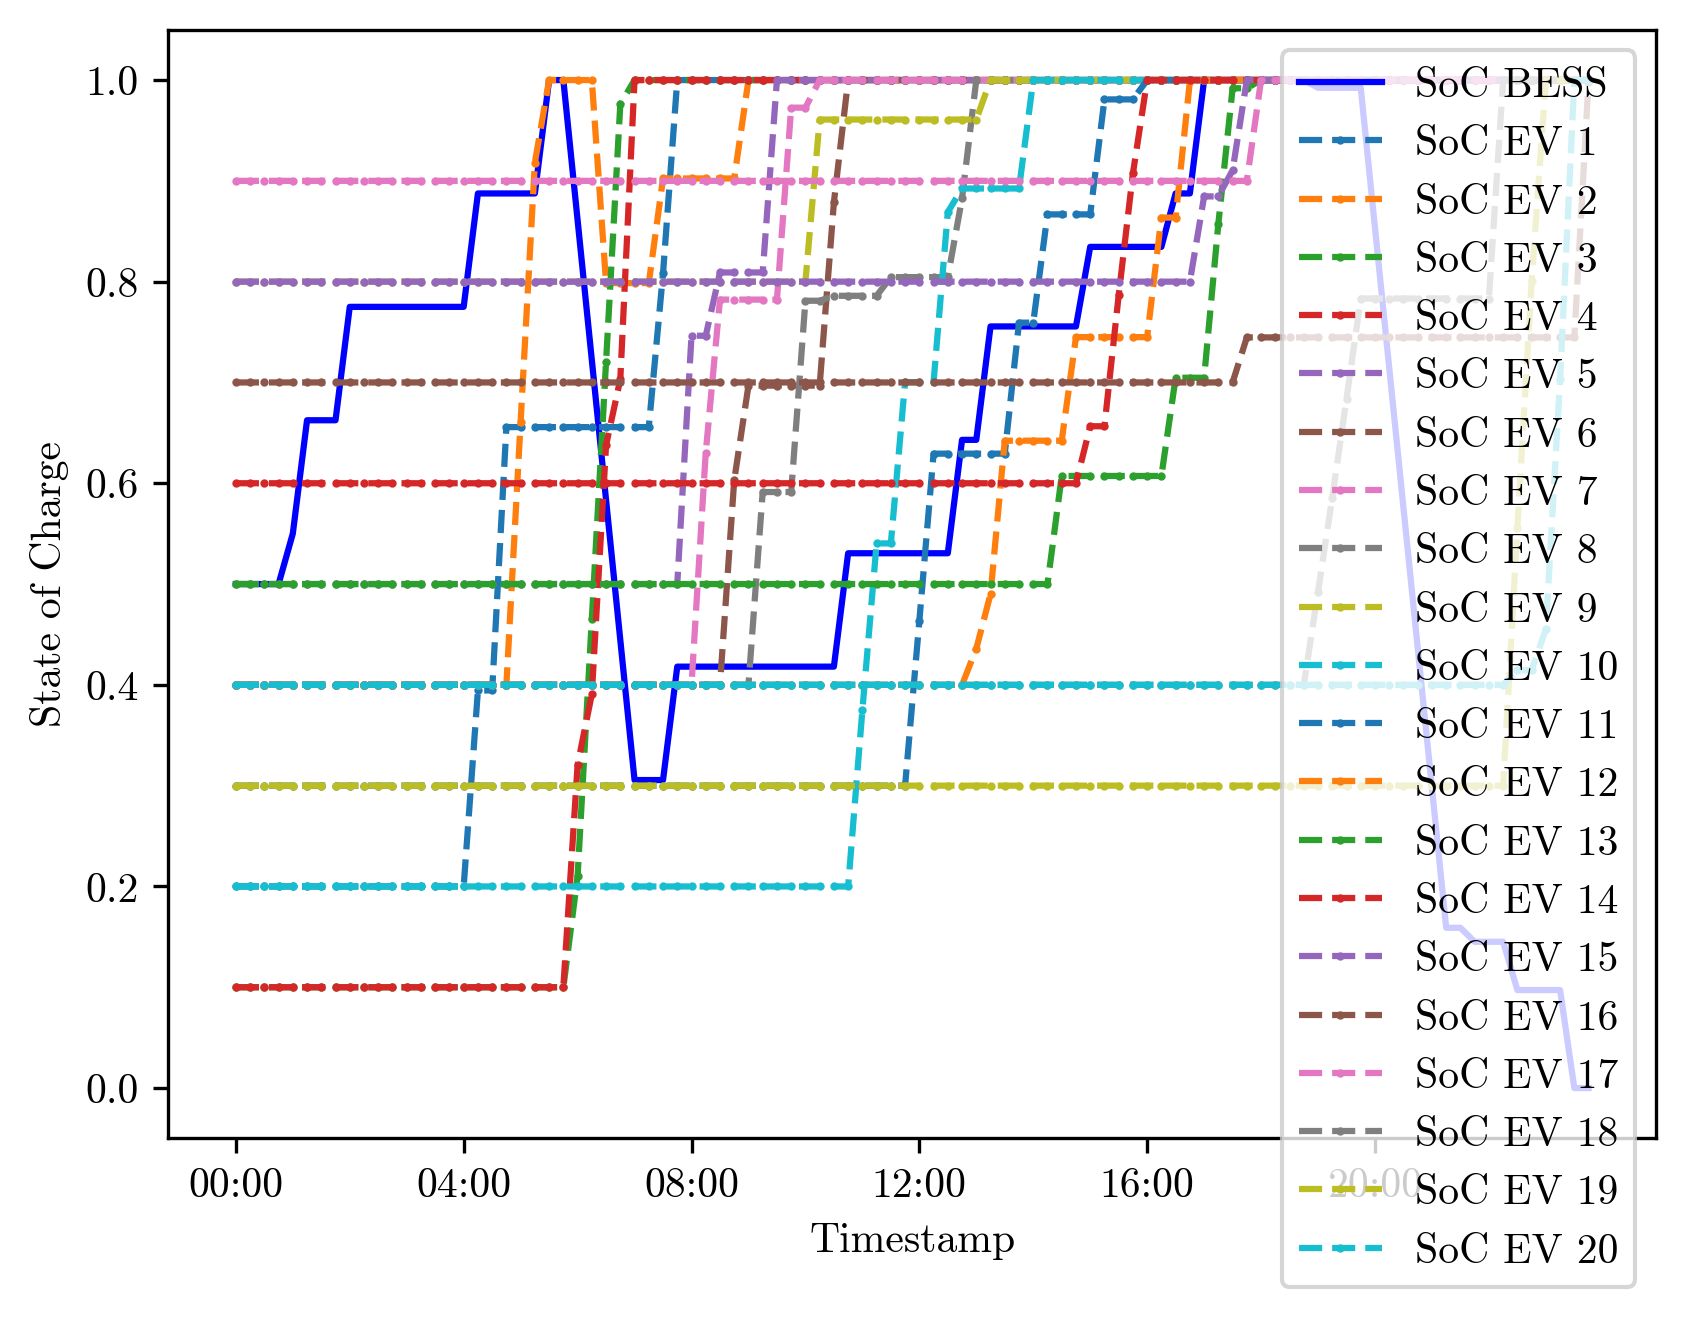 1.0
0.8
0.6
0.4
0.2
0.0
State of Charge
00:00
04:00
08:00
12:00
16:00
20:00
Timestamp
SoC BESS
SoC EV 1
SoC EV 2
SoC EV 3
SoC EV 4
SoC EV 5
SoC EV 6
SoC EV 7
SoC EV 8
SoC EV 9
SoC EV 10
SoC EV 11
SoC EV 12
SoC EV 13
SoC EV 14
SoC EV 15
SoC EV 16
SoC EV 17
SoC EV 18
SoC EV 19
SoC EV 20